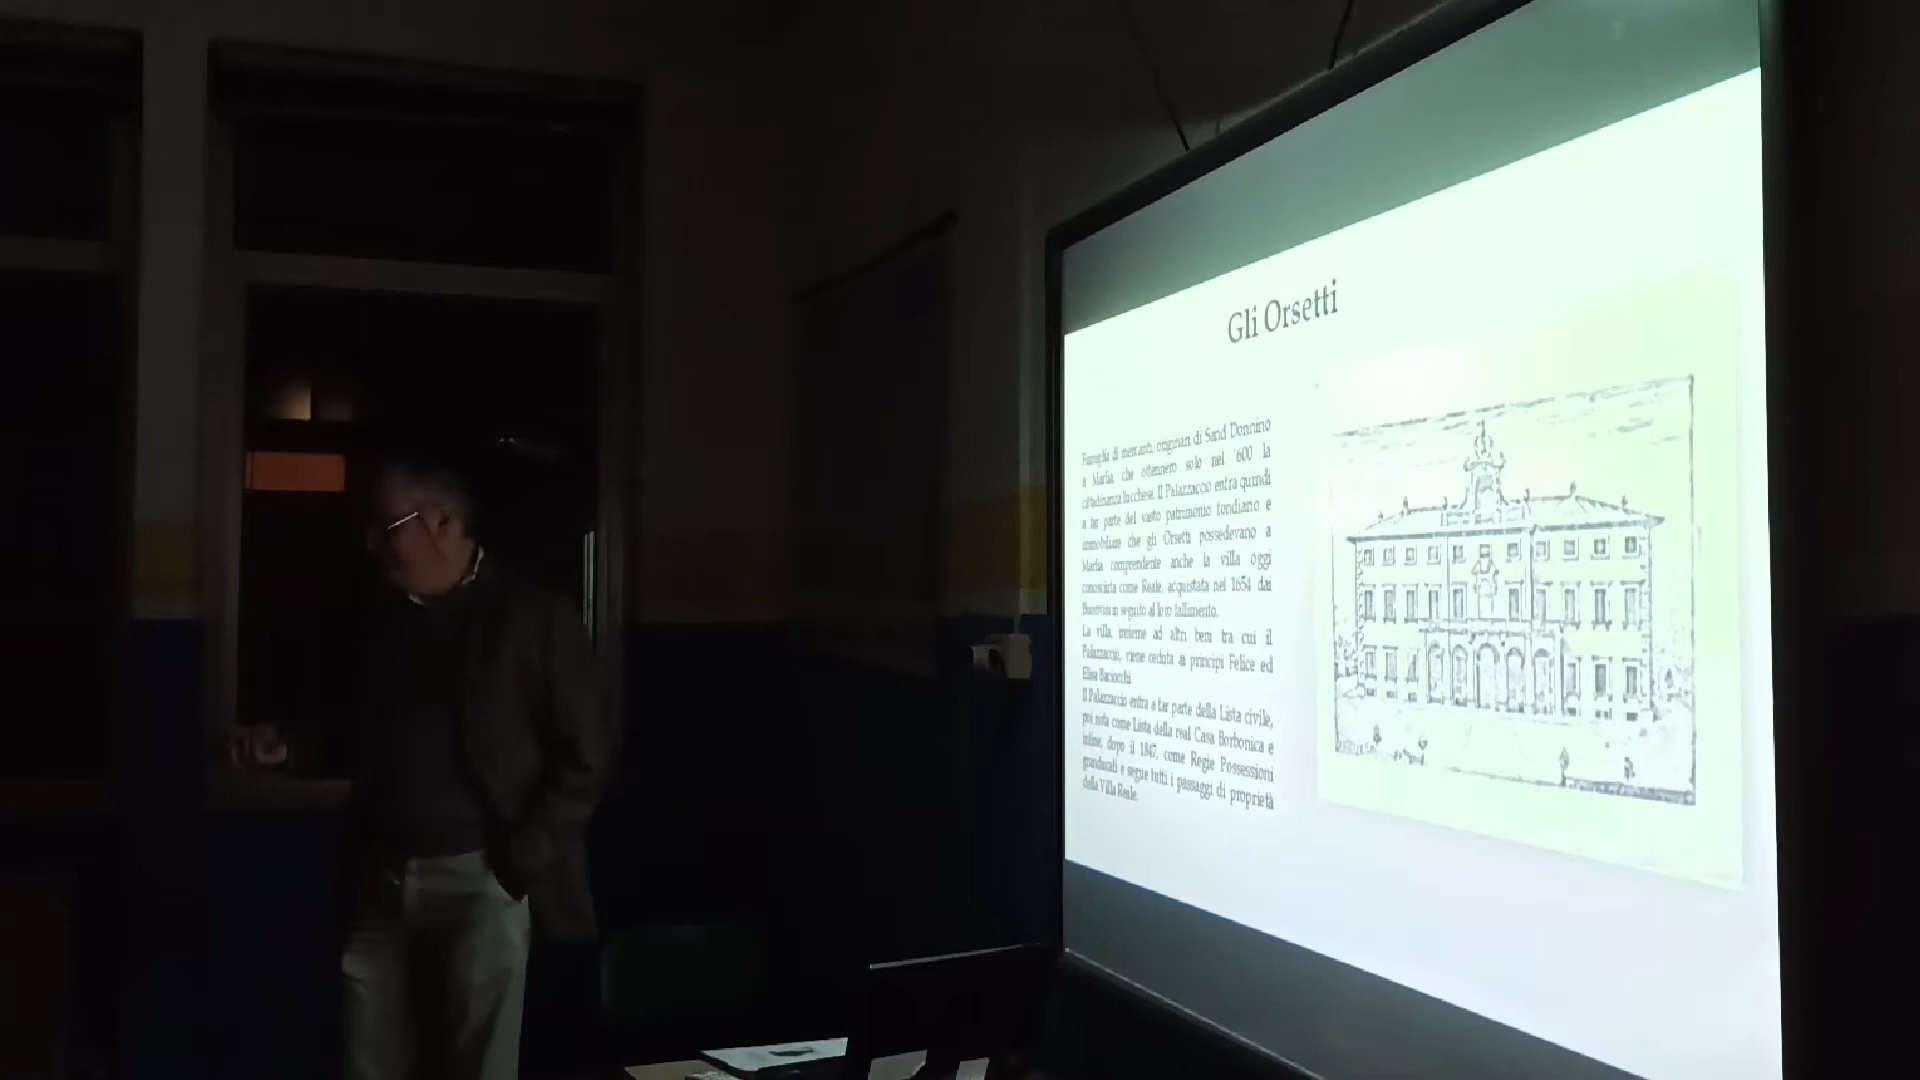 Gli Orsetti
Famiglia di mercanti, originari di Sand Donnino
a Marlia che ottennero solo nel '600 la
cittadinanza lucchese. Il Palazzaccio entra quindi
a far parte del vasto patrimonio fondiario e
immobiliare che gli Orsetti possedevano a
Marlia comprendente anche la villa oggi
conosciuta come Reale, acquistata nel 1654 dai
Buonvisi in seguito al loro fallimento.
La villa, insieme ad altri beni tra cui il
Palazzaccio, viene ceduta ai principi Felice ed
Elisa Baciocchi
Il Palazzaccio entra a far parte della Lista civile,
poi nota come Lista della real Casa Borbonica e
infine, dopo il 1847, come Regie Possessioni
granducali e segue tutti i passaggi di proprietà
della Villa Reale.